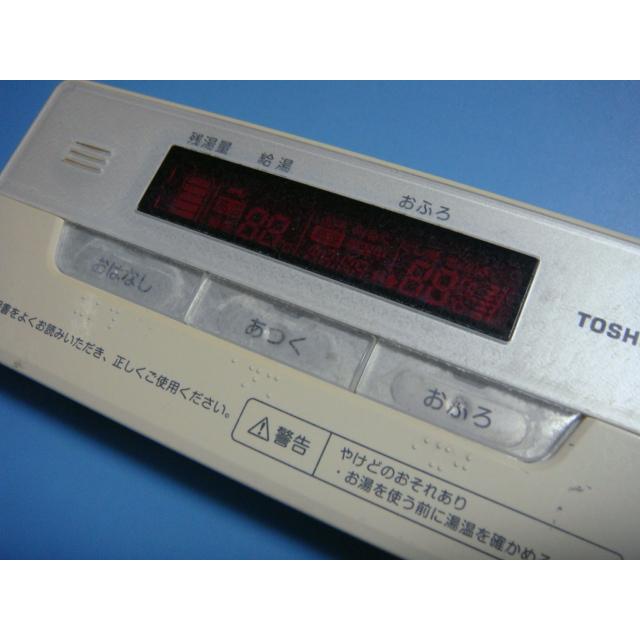 残湯量 給湯
おふろ
TOSH
おはなし
あつく
おふろ
書をよくお読みいただき、正しくご使用ください。
警告
やけどのおそれあり
・お湯を使う前に湯温を確かめ